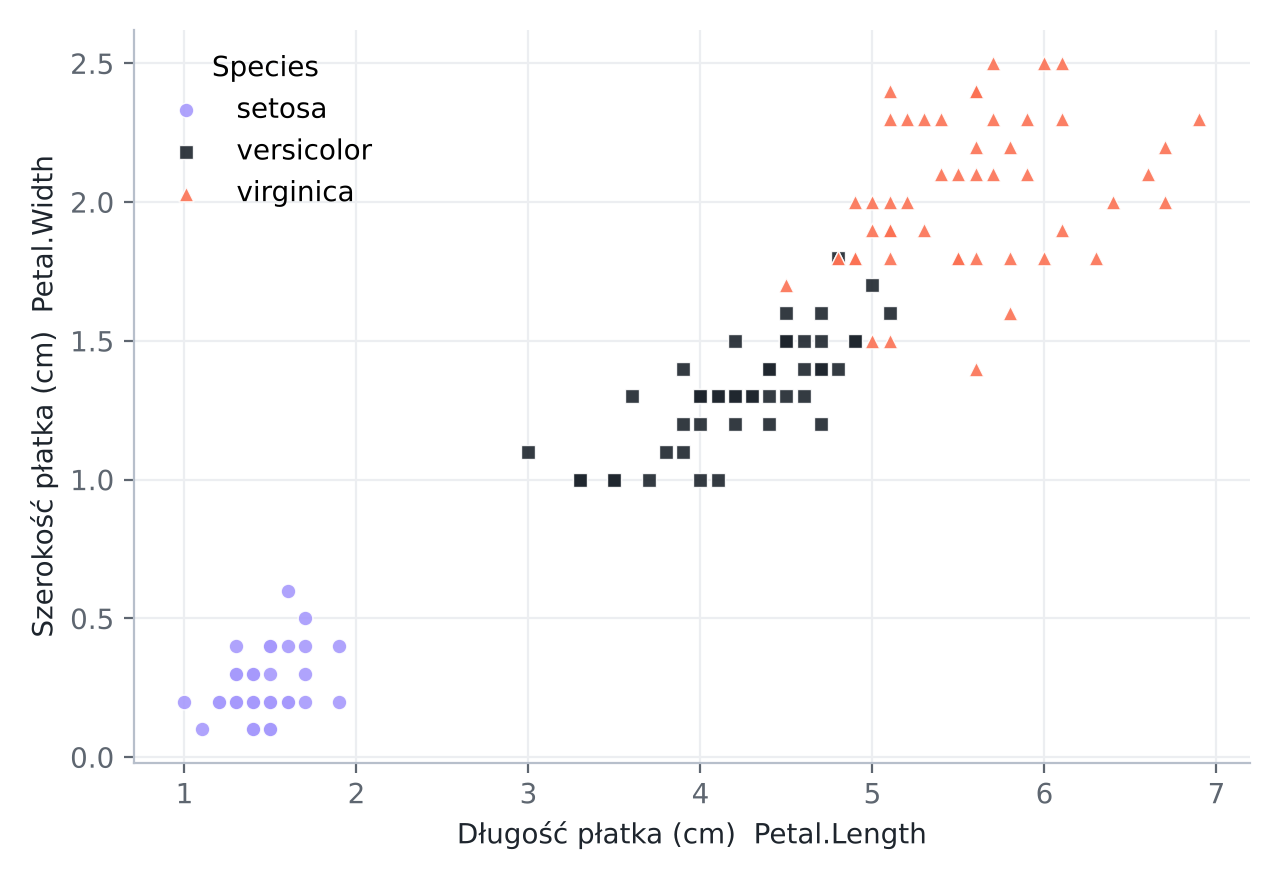 Species
setosa
versicolor
virginica
Szerokość płatka (cm)  Petal.Width
2.5
2.0
1.5
1.0
0.5
0.0
1 2 3 4 5 6 7
Długość płatka (cm)  Petal.Length